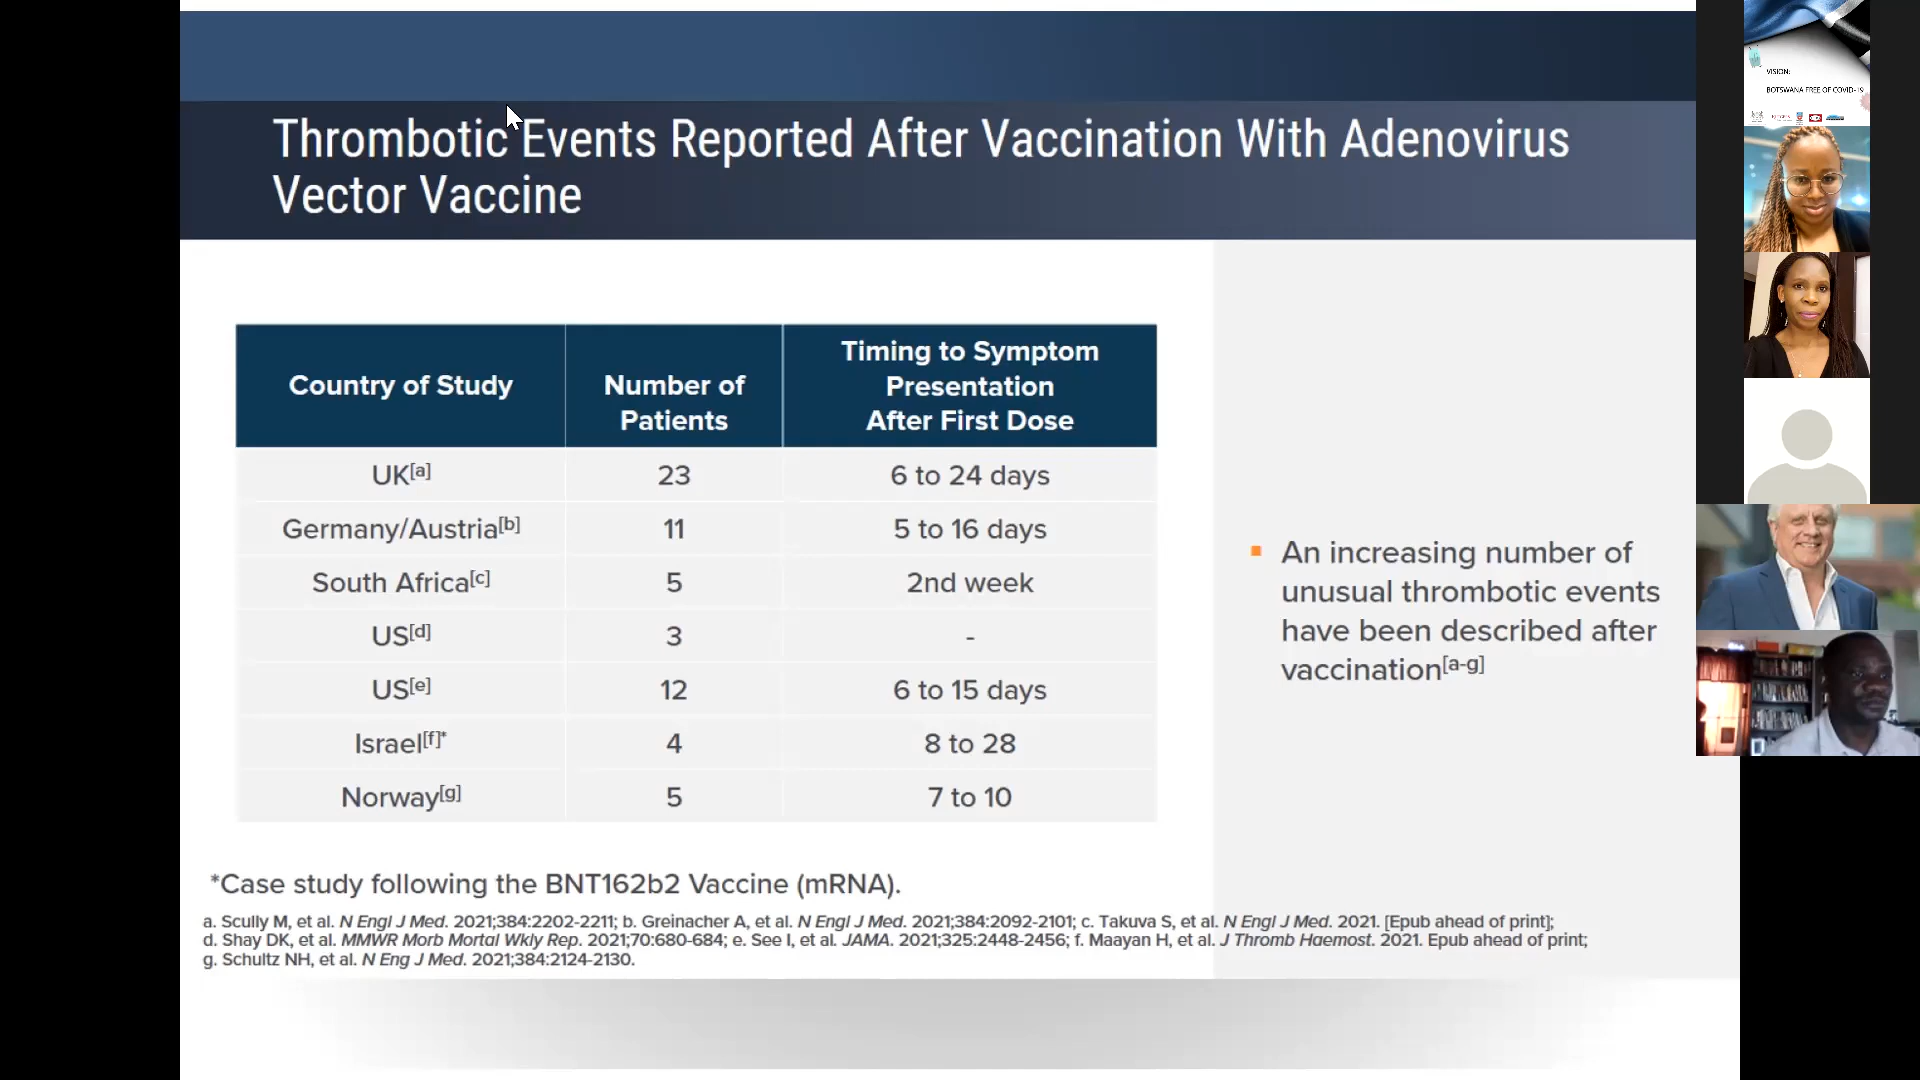 Thrombotic Events Reported After Vaccination With Adenovirus
Vector Vaccine
Country of Study
Number of
Patients
Timing to Symptom
Presentation
After First Dose
UK[a] 23 6 to 24 days
Germany/Austria[b] 11 5 to 16 days
South Africa[c] 5 2nd week
US[d] 3 -
US[e] 12 6 to 15 days
Israel[f]* 4 8 to 28
Norway[g] 5 7 to 10
An increasing number of
unusual thrombotic events
have been described after
vaccination[a-g]
*Case study following the BNT162b2 Vaccine (mRNA).
a. Scully M, et al. N Engl J Med. 2021;384:2202-2211; b. Greinacher A, et al. N Engl J Med. 2021;384:2092-2101; c. Takuva S, et al. N Engl J Med. 2021. [Epub ahead of print];
d. Shay DK, et al. MMWR Morb Mortal Wkly Rep. 2021;70:680-684; e. See I, et al. JAMA. 2021;325:2448-2456; f. Maayan H, et al. J Thromb Haemost. 2021. Epub ahead of print;
g. Schultz NH, et al. N Eng J Med. 2021;384:2124-2130.
VISION:
BOTSWANA FREE OF COVID-19